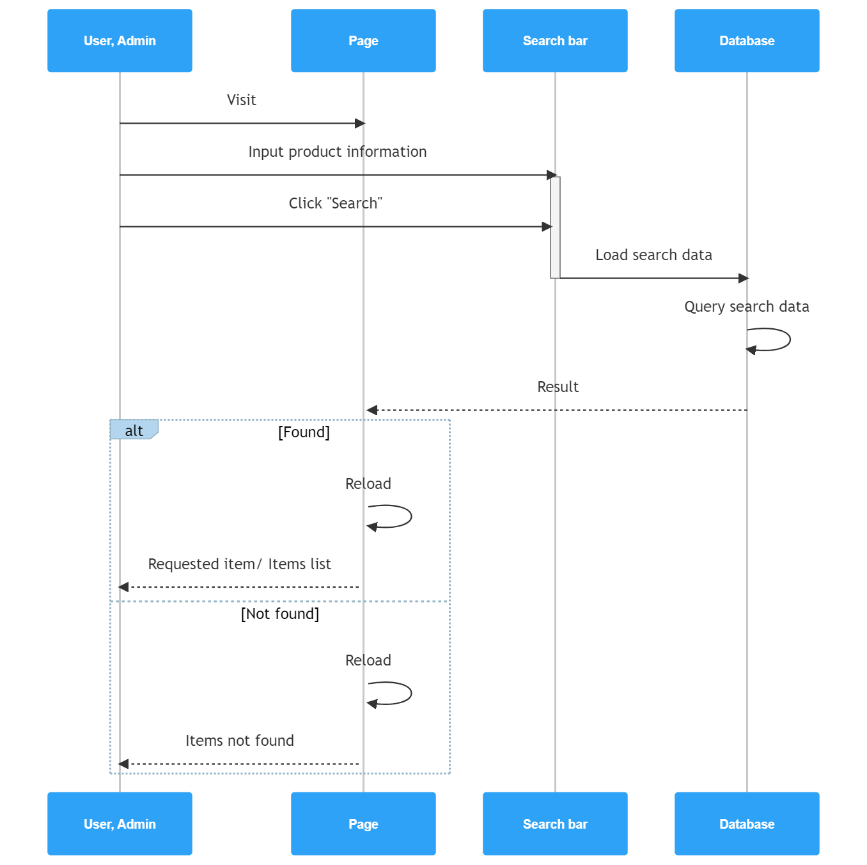 User, Admin
Page
Search bar
Database
Visit
Input product information
Click "Search"
Load search data
Query search data
Result
alt
[Found]
Reload
Requested item/ Items list
[Not found]
Reload
Items not found
User, Admin
Page
Search bar
Database